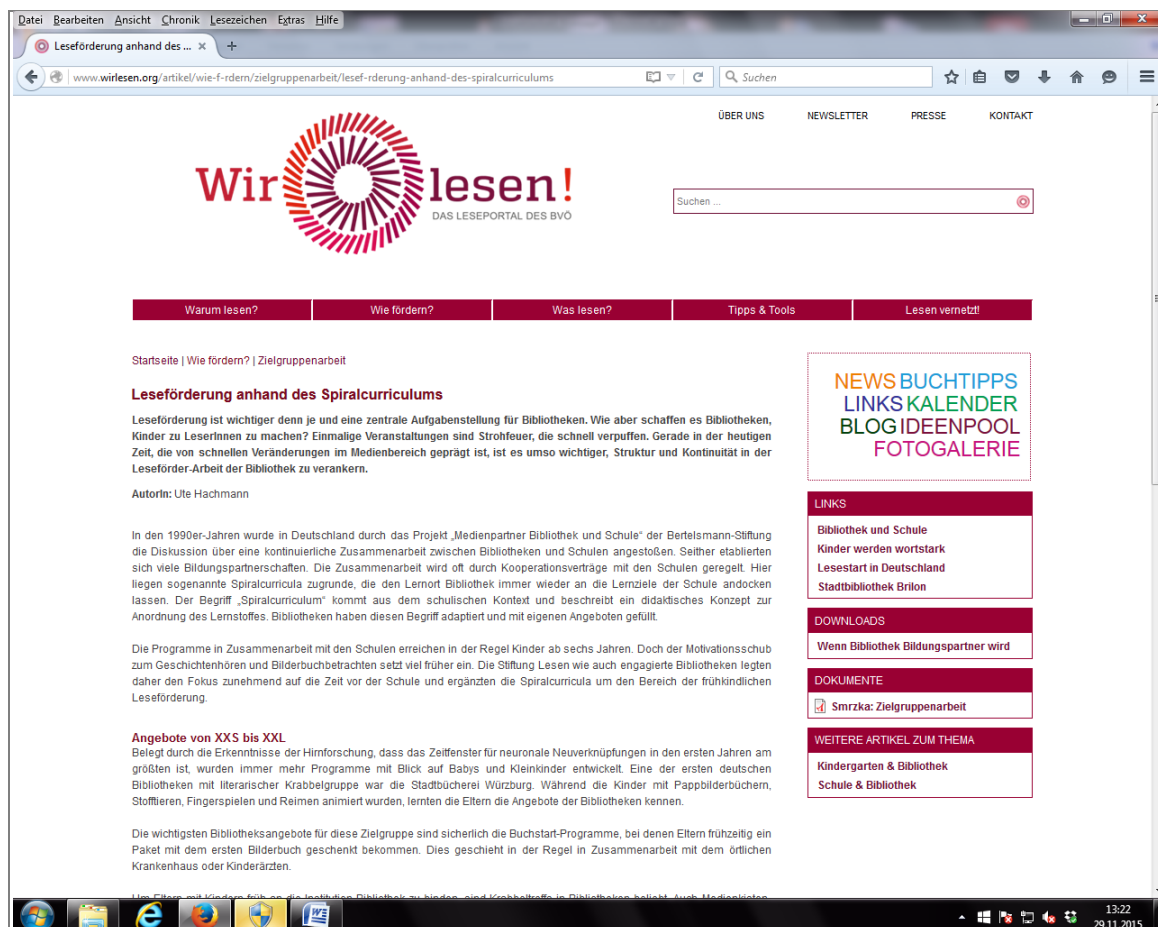 Datei Bearbeiten Ansicht Chronik Lesezeichen Extras Hilfe
Leseförderung anhand des ... × +
www.wirlesen.org/artikel/wie-f-rdern/zielgruppenarbeit/lesef-rderung-anhand-des-spiralcurriculums
Suchen
ÜBER UNS NEWSLETTER PRESSE KONTAKT
Wir lesen!
DAS LESEPORTAL DES BVÖ
Suchen ...
Warum lesen? Wie fördern? Was lesen? Tipps & Tools Lesen vernetzt!
Startseite | Wie fördern? | Zielgruppenarbeit
Leseförderung anhand des Spiralcurriculums
Leseförderung ist wichtiger denn je und eine zentrale Aufgabenstellung für Bibliotheken. Wie aber schaffen es Bibliotheken,
Kinder zu LeserInnen zu machen? Einmalige Veranstaltungen sind Strohfeuer, die schnell verpuffen. Gerade in der heutigen
Zeit, die von schnellen Veränderungen im Medienbereich geprägt ist, ist es umso wichtiger, Struktur und Kontinuität in der
Leseförder-Arbeit der Bibliothek zu verankern.
AutorIn: Ute Hachmann
In den 1990er-Jahren wurde in Deutschland durch das Projekt „Medienpartner Bibliothek und Schule“ der Bertelsmann-Stiftung
die Diskussion über eine kontinuierliche Zusammenarbeit zwischen Bibliotheken und Schulen angestoßen. Seither etablierten
sich viele Bildungspartnerschaften. Die Zusammenarbeit wird oft durch Kooperationsverträge mit den Schulen geregelt. Hier
liegen sogenannte Spiralcurricula zugrunde, die den Lernort Bibliothek immer wieder an die Lernziele der Schule andocken
lassen. Der Begriff „Spiralcurriculum“ kommt aus dem schulischen Kontext und beschreibt ein didaktisches Konzept zur
Anordnung des Lernstoffes. Bibliotheken haben diesen Begriff adaptiert und mit eigenen Angeboten gefüllt.
Die Programme in Zusammenarbeit mit den Schulen erreichen in der Regel Kinder ab sechs Jahren. Doch der Motivationsschub
zum Geschichtenhören und Bilderbuchbetrachten setzt viel früher ein. Die Stiftung Lesen wie auch engagierte Bibliotheken legten
daher den Fokus zunehmend auf die Zeit vor der Schule und ergänzten die Spiralcurricula um den Bereich der frühkindlichen
Leseförderung.
Angebote von XXS bis XXL
Belegt durch die Erkenntnisse der Hirnforschung, dass das Zeitfenster für neuronale Neuverknüpfungen in den ersten Jahren am
größten ist, wurden immer mehr Programme mit Blick auf Babys und Kleinkinder entwickelt. Eine der ersten deutschen
Bibliotheken mit literarischer Krabbelgruppe war die Stadtbücherei Würzburg. Während die Kinder mit Pappbilderbüchern,
Stofftieren, Fingerspielen und Reimen animiert wurden, lernten die Eltern die Angebote der Bibliotheken kennen.
Die wichtigsten Bibliotheksangebote für diese Zielgruppe sind sicherlich die Buchstart-Programme, bei denen Eltern frühzeitig ein
Paket mit dem ersten Bilderbuch geschenkt bekommen. Dies geschieht in der Regel in Zusammenarbeit mit dem örtlichen
Krankenhaus oder Kinderärzten.
Um Eltern mit Kindern früh an die Institution Bibliothek zu binden, sind Krabbeltreffs in Bibliotheken beliebt. Auch Medienkisten,
NEWS BUCHTIPPS
LINKS KALENDER
BLOG IDEENPOOL
FOTOGALERIE
LINKS
Bibliothek und Schule
Kinder werden wortstark
Lesestart in Deutschland
Stadtbibliothek Brilon
DOWNLOADS
Wenn Bibliothek Bildungspartner wird
DOKUMENTE
Smrzka: Zielgruppenarbeit
WEITERE ARTIKEL ZUM THEMA
Kindergarten & Bibliothek
Schule & Bibliothek
13:22
29.11.2015